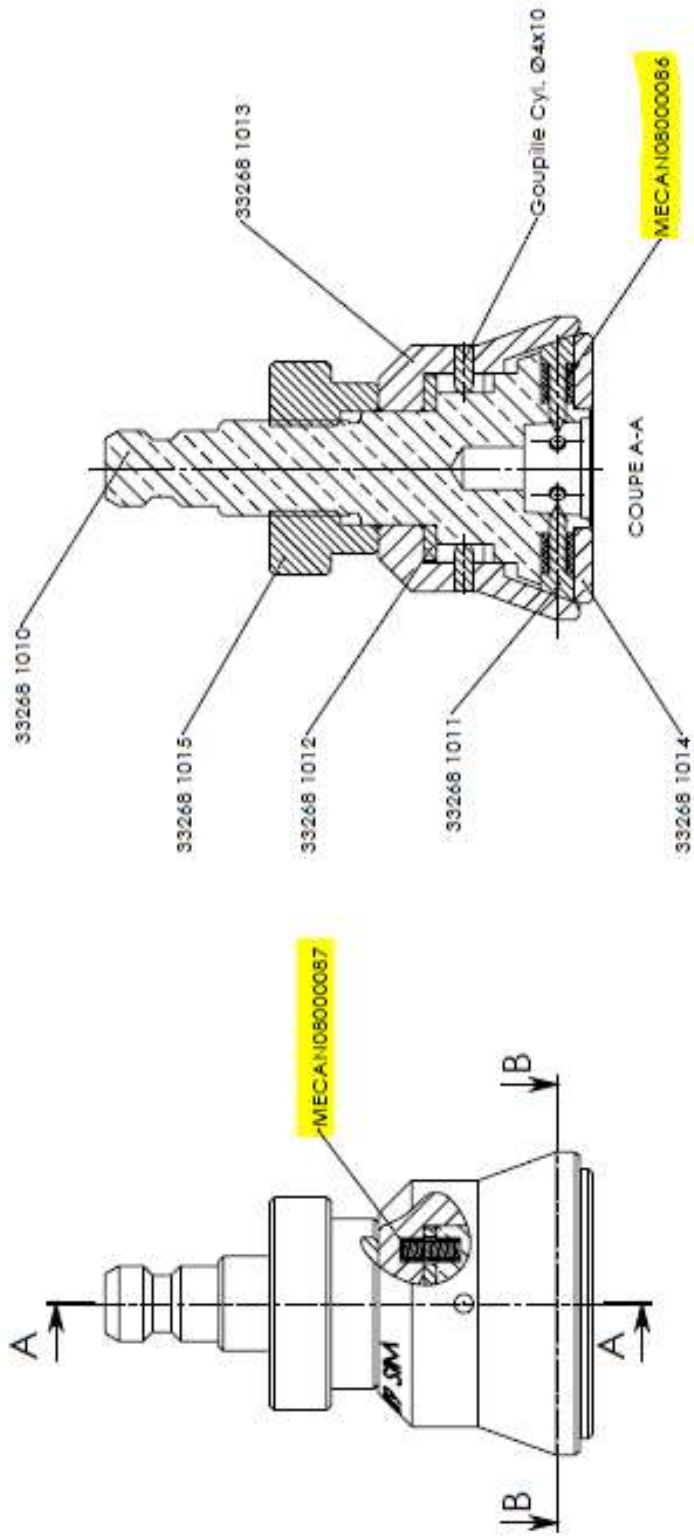 33268 1010
33268 1015
33268 1012
33268 1011
33268 1014
33268 1013
Goupille Cyl. Ø4x10
MECAN08000086
COUPE A-A
MECAN08000087
A
A
B
B